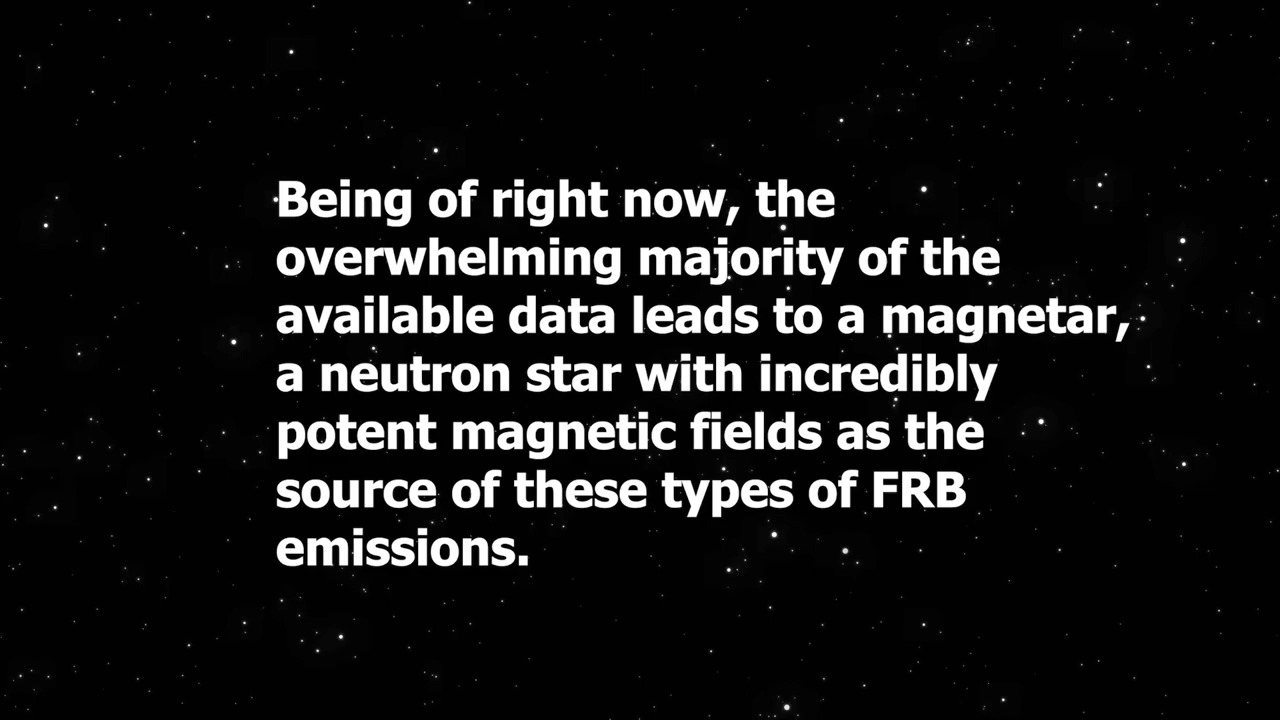 Being of right now, the
overwhelming majority of the
available data leads to a magnetar,
a neutron star with incredibly
potent magnetic fields as the
source of these types of FRB
emissions.